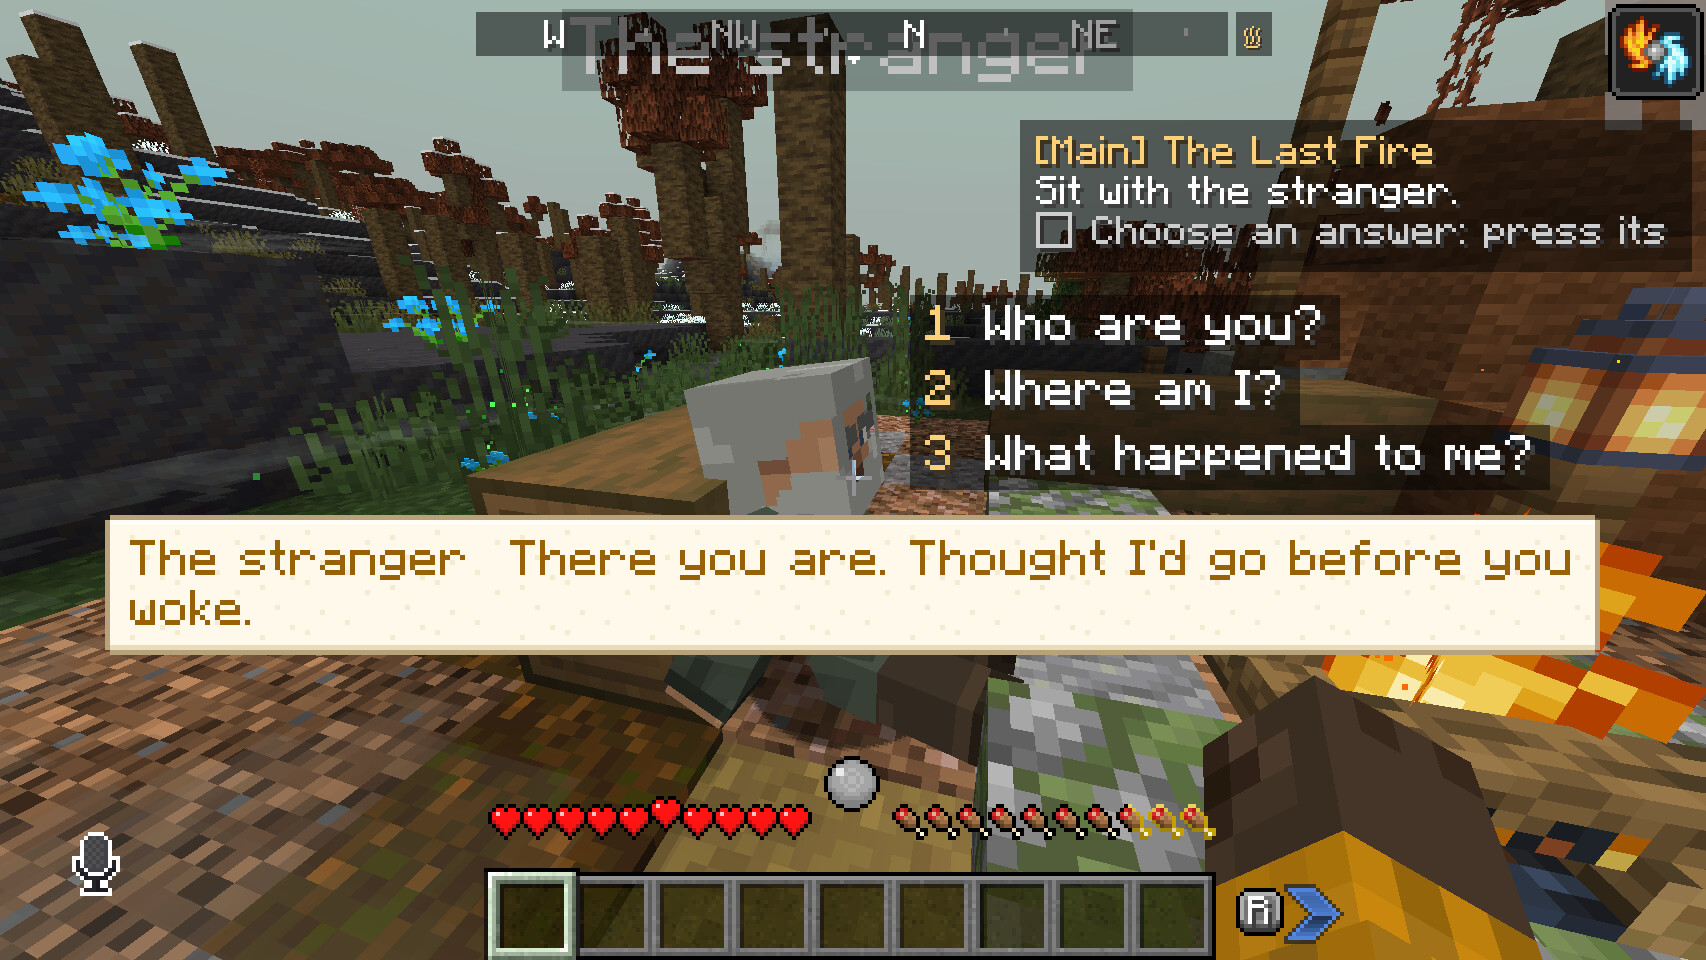 W NW N NE
The stranger
[Main] The Last Fire
Sit with the stranger.
Choose an answer: press its
1 Who are you?
2 Where am I?
3 What happened to me?
The stranger There you are. Thought I'd go before you
woke.
R